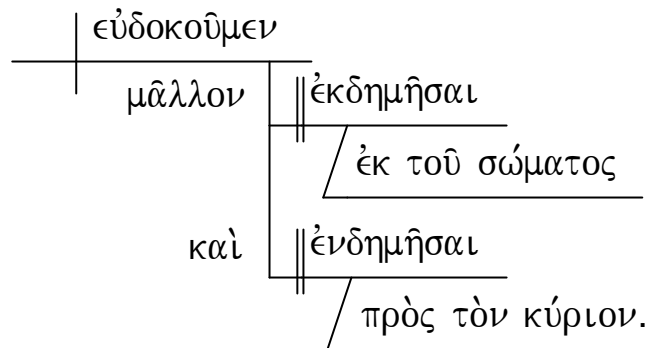 εὐδοκοῦμεν
μᾶλλον ἐκδημῆσαι
ἐκ τοῦ σώματος
καὶ ἐνδημῆσαι
πρὸς τὸν κύριον.